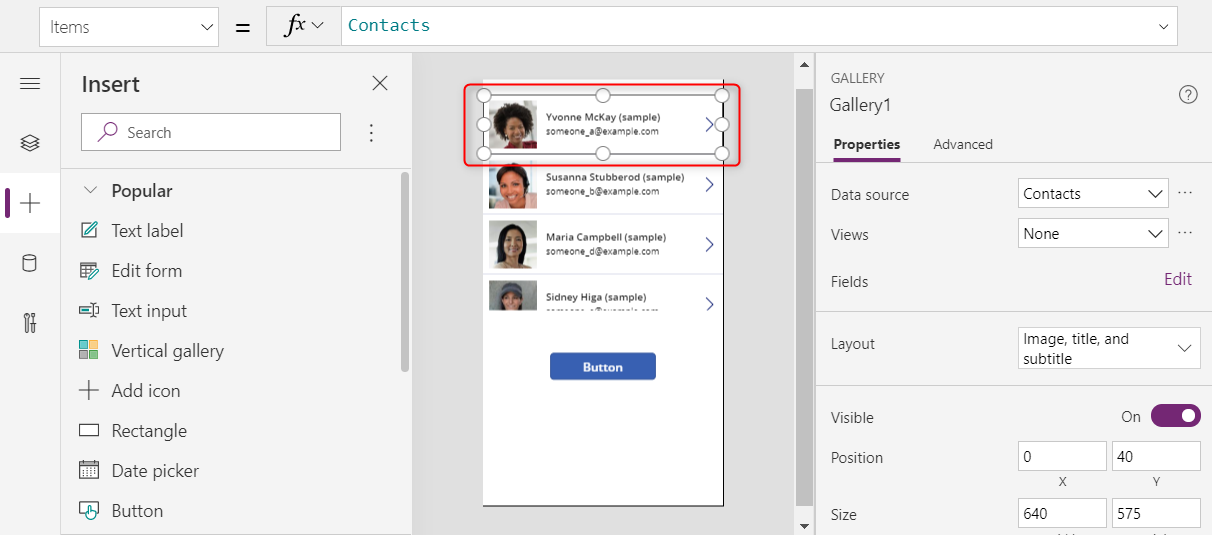 Items
=
fx
Contacts
Insert
Search
Popular
Text label
Edit form
Text input
Vertical gallery
Add icon
Rectangle
Date picker
Button
Yvonne McKay (sample)
someone_a@example.com
Susanna Stubberod (sample)
someone_b@example.com
Maria Campbell (sample)
someone_d@example.com
Sidney Higa (sample)
Button
GALLERY
Gallery1
?
Properties
Advanced
Data source
Contacts
...
Views
None
...
Fields
Edit
Layout
Image, title, and
subtitle
Visible
On
Position
0
40
X
Y
Size
640
575